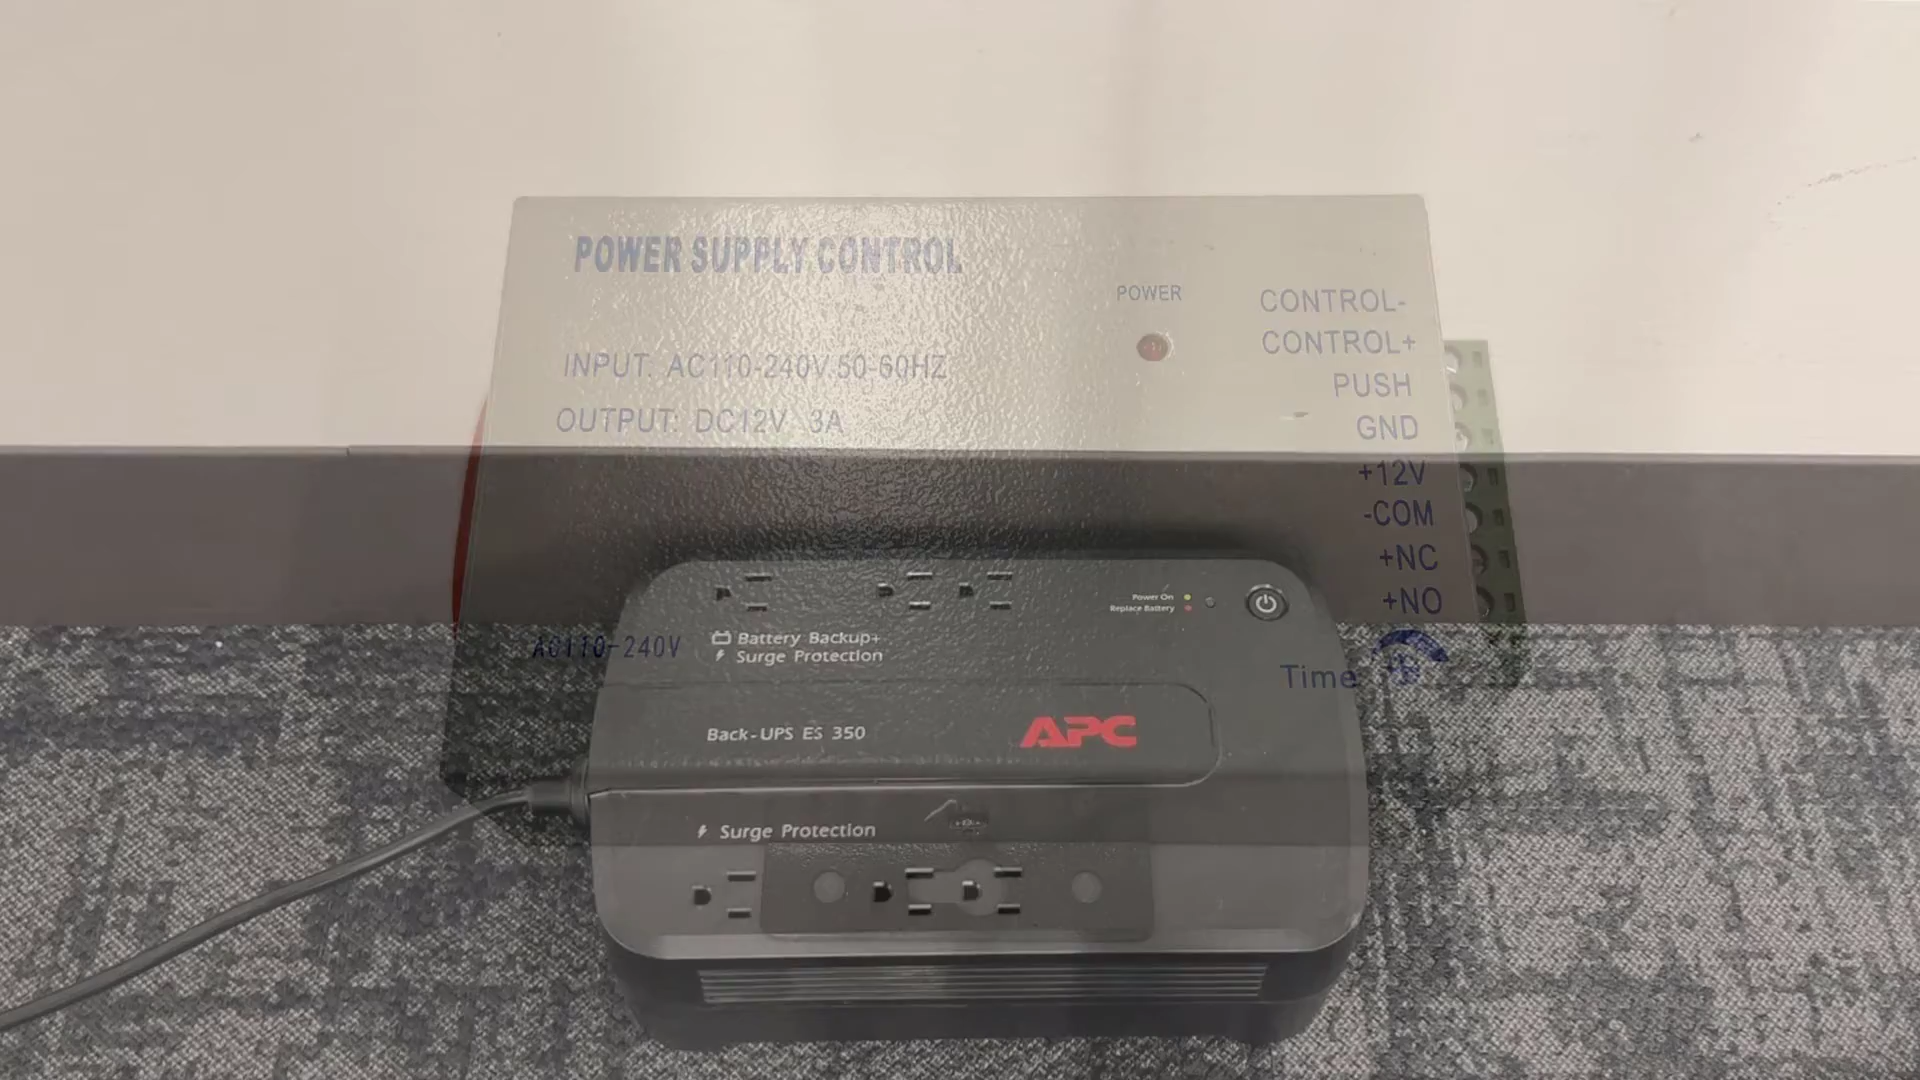 POWER SUPPLY CONTROL
POWER
INPUT: AC110-240V.50-60HZ
OUTPUT: DC12V 3A
CONTROL-
CONTROL+
PUSH
GND
+12V
-COM
+NC
+NO
AC110-240V
Time
Power On
Replace Battery
Battery Backup+
Surge Protection
Back-UPS ES 350
APC
Surge Protection